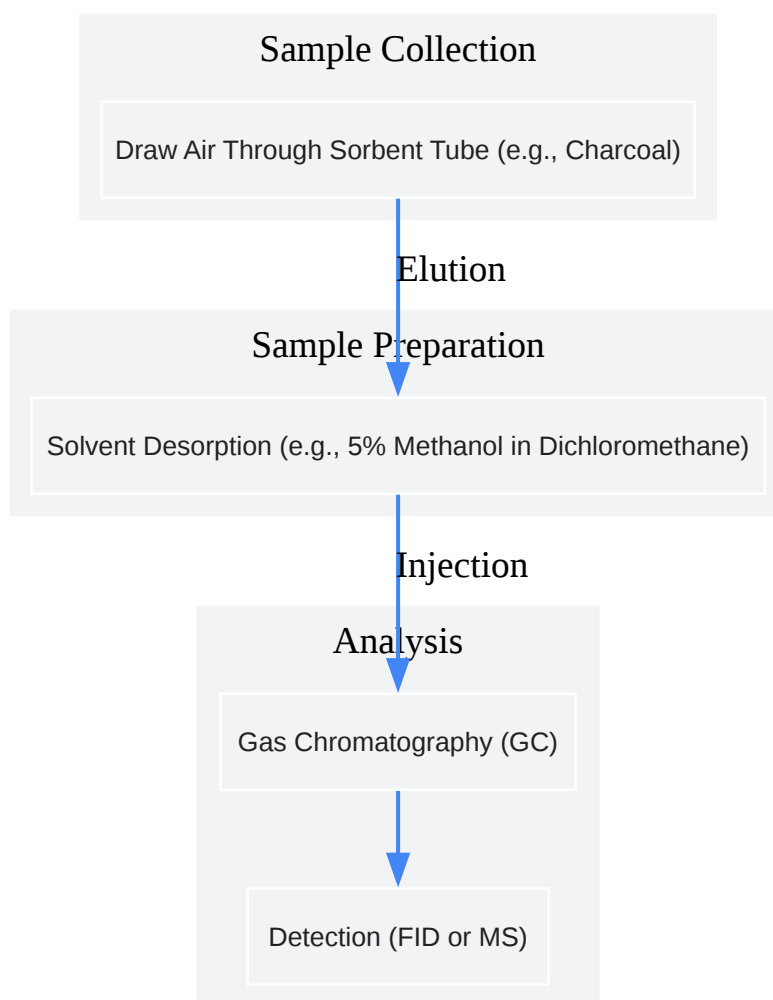 Sample Collection
Draw Air Through Sorbent Tube (e.g., Charcoal)
Elution
Sample Preparation
Solvent Desorption (e.g., 5% Methanol in Dichloromethane)
Injection
Analysis
Gas Chromatography (GC)
Detection (FID or MS)